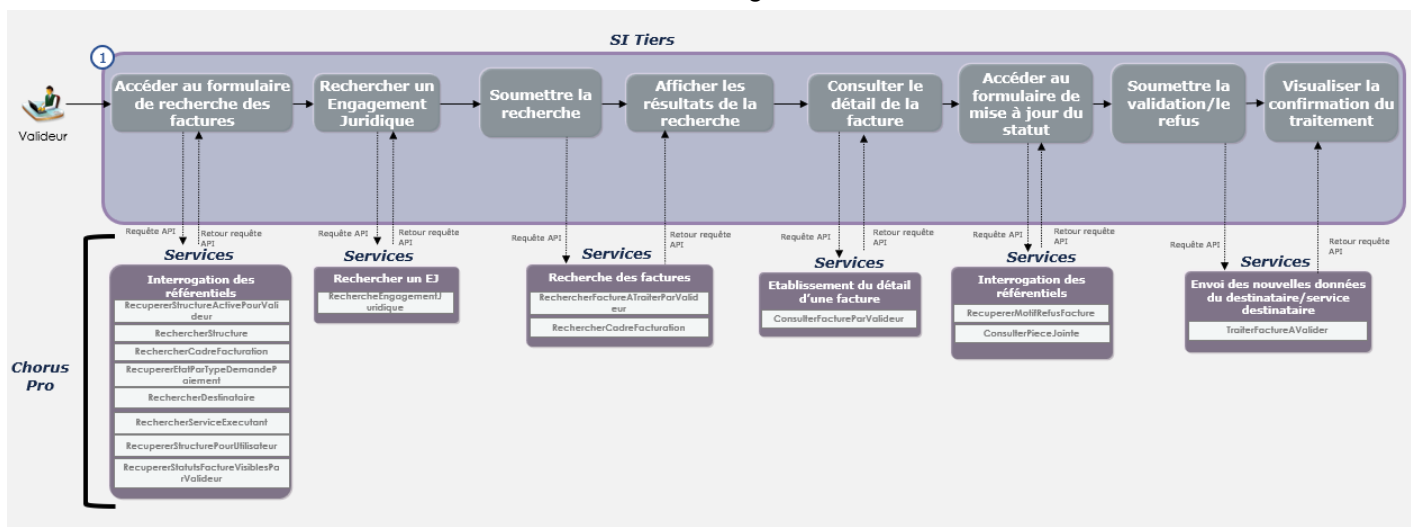 SI Tiers
1
Valideur
Accéder au formulaire
de recherche des
factures
Rechercher un
Engagement
Juridique
Soumettre la
recherche
Afficher les
résultats de la
recherche
Consulter le
détail de la
facture
Accéder au
formulaire de
mise à jour du
statut
Soumettre la
validation/le
refus
Visualiser la
confirmation du
traitement
Requête API
Retour requête
API
Requête API
Retour requête
API
Requête API
Retour requête
API
Requête API
Retour requête
API
Requête API
Retour requête
API
Requête API
Retour requête
API
Chorus
Pro
Services
Interrogation des
référentiels
RecupererStructureActivePourVali
deur
RechercherStructure
RechercherCadreFacturation
RecupererEtatParTypeDemandeP
aiement
RechercherDestinataire
RechercherServiceExecutant
RecupererStructurePourUtilisateur
RecupererStatutsFactureVisiblesPa
rValideur
Services
Rechercher un EJ
RechercheEngagementJ
uridique
Services
Recherche des factures
RechercherFactureATraiterParValid
eur
RechercherCadreFacturation
Services
Etablissement du détail
d'une facture
ConsulterFactureParValideur
Services
Interrogation des
référentiels
RecupererMotifRefusFacture
ConsulterPieceJointe
Services
Envoi des nouvelles données
du destinataire/service
destinataire
TraiterFactureAValider